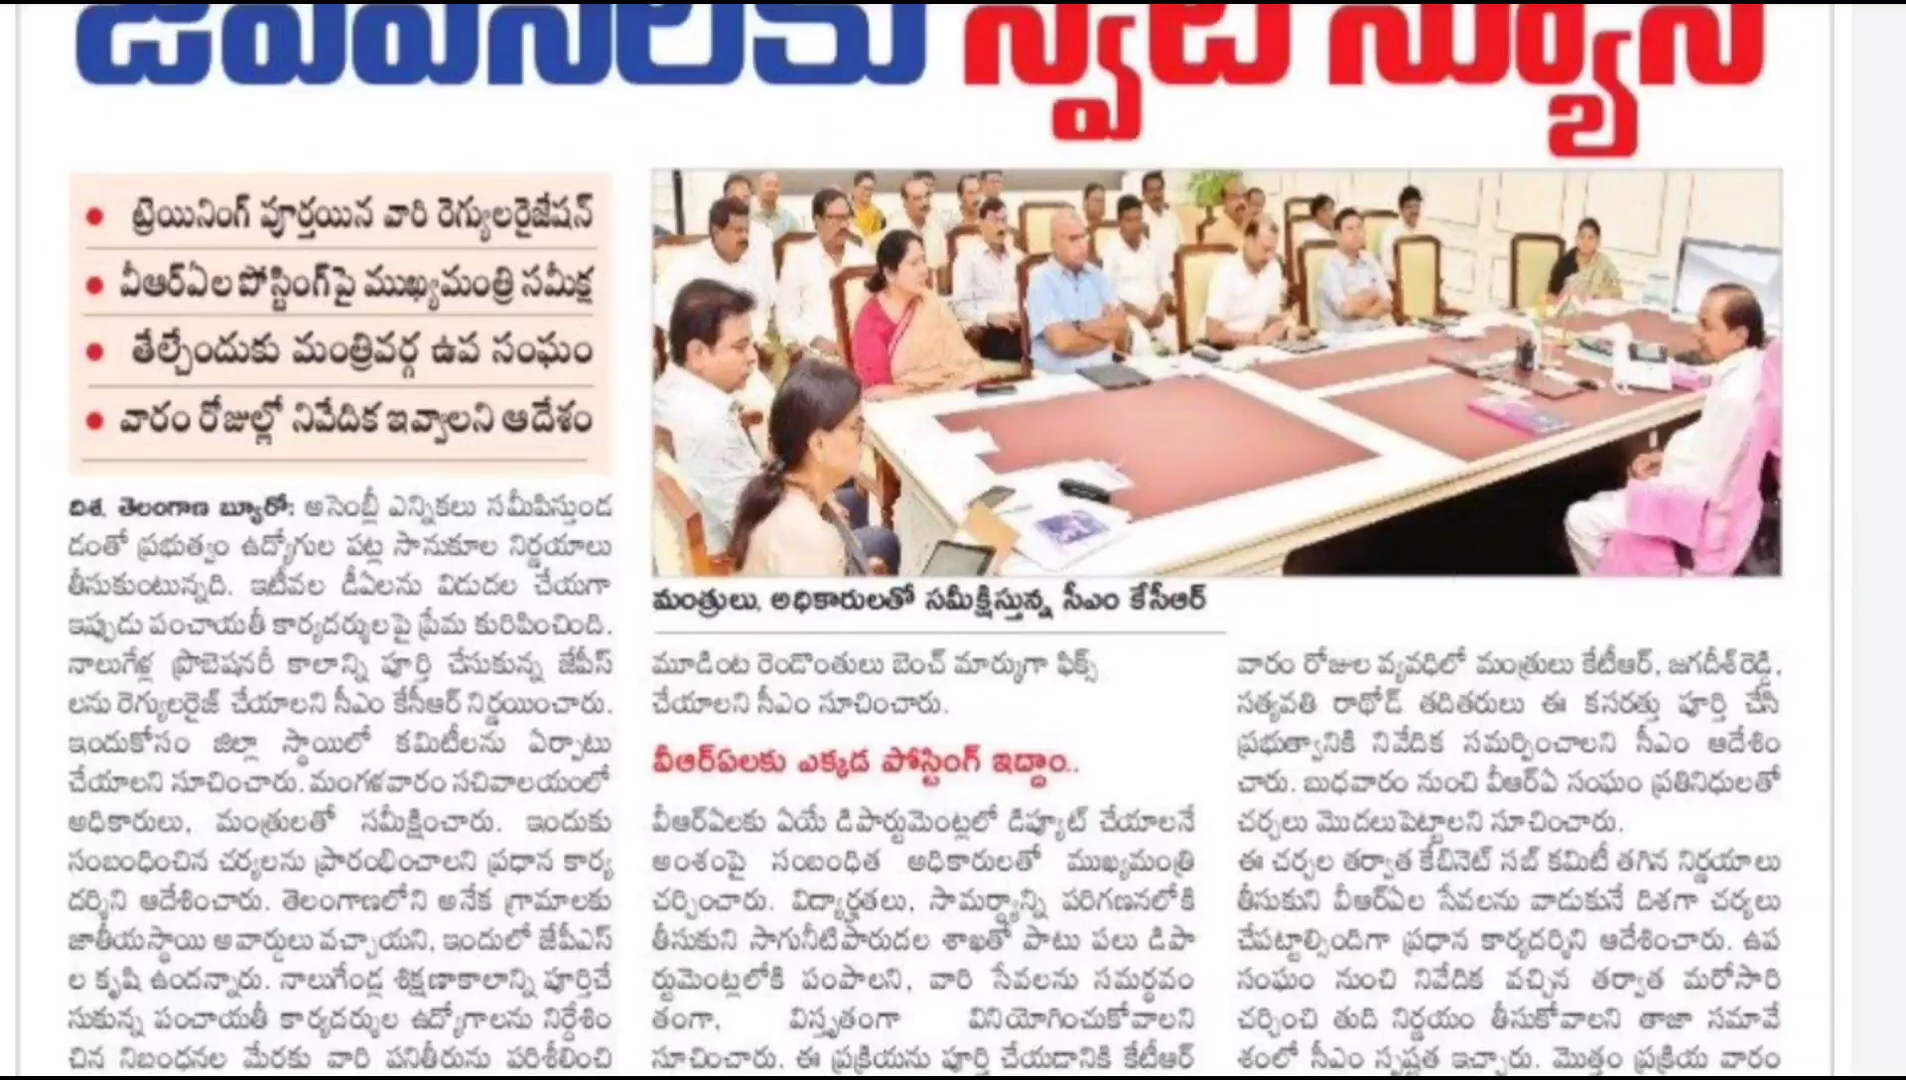 జేపీఎస్‌లకు స్వీట్ న్యూస్
• ట్రెయినింగ్ పూర్తయిన వారి రెగ్యులరైజేషన్
• వీఆర్ఏల పోస్టింగ్‌పై ముఖ్యమంత్రి సమీక్ష
• తేల్చేందుకు మంత్రివర్గ ఉప సంఘం
• వారం రోజుల్లో నివేదిక ఇవ్వాలని ఆదేశం
దిశ, తెలంగాణ బ్యూరో: అసెంబ్లీ ఎన్నికలు సమీపిస్తుండ
డంతో ప్రభుత్వం ఉద్యోగుల పట్ల సానుకూల నిర్ణయాలు
తీసుకుంటున్నది. ఇటీవల డీఏలను విడుదల చేయగా
ఇప్పుడు పంచాయతీ కార్యదర్శులపై ప్రేమ కురిపించింది.
నాలుగేళ్ల ప్రొబెషనరీ కాలాన్ని పూర్తి చేసుకున్న జేపీస్
లను రెగ్యులరైజ్ చేయాలని సీఎం కేసీఆర్ నిర్ణయించారు.
ఇందుకోసం జిల్లా స్థాయిలో కమిటీలను ఏర్పాటు
చేయాలని సూచించారు. మంగళవారం సచివాలయంలో
అధికారులు, మంత్రులతో సమీక్షించారు. ఇందుకు
సంబంధించిన చర్యలను ప్రారంభించాలని ప్రధాన కార్య
దర్శిని ఆదేశించారు. తెలంగాణలోని అనేక గ్రామాలకు
జాతీయస్థాయి అవార్డులు వచ్చాయని, ఇందులో జేపీఎస్
ల కృషి ఉందన్నారు. నాలుగేండ్ల శిక్షణాకాలాన్ని పూర్తిచే
సుకున్న పంచాయతీ కార్యదర్శుల ఉద్యోగాలను నిర్దేశిం
చిన నిబంధనల మేరకు వారి పనితీరును పరిశీలించి
మంత్రులు, అధికారులతో సమీక్షిస్తున్న సీఎం కేసీఆర్
మూడింట రెండొంతులు బెంచ్ మార్కుగా ఫిక్స్
చేయాలని సీఎం సూచించారు.
వీఆర్ఏలకు ఎక్కడ పోస్టింగ్ ఇద్దాం..
వీఆర్ఏలకు ఏయే డిపార్టుమెంట్లలో డిప్యూట్ చేయాలనే
అంశంపై సంబంధిత అధికారులతో ముఖ్యమంత్రి
చర్చించారు. విద్యార్హతలు, సామర్థ్యాన్ని పరిగణనలోకి
తీసుకుని సాగునీటిపారుదల శాఖతో పాటు పలు డిపా
ర్టుమెంట్లలోకి పంపాలని, వారి సేవలను సమర్థవం
తంగా, విస్తృతంగా వినియోగించుకోవాలని
సూచించారు. ఈ ప్రక్రియను పూర్తి చేయడానికి కేటీఆర్
వారం రోజుల వ్యవధిలో మంత్రులు కేటీఆర్, జగదీశ్ రెడ్డి,
సత్యవతి రాథోడ్ తదితరులు ఈ కసరత్తు పూర్తి చేసి
ప్రభుత్వానికి నివేదిక సమర్పించాలని సీఎం ఆదేశిం
చారు. బుధవారం నుంచి వీఆర్ఏ సంఘం ప్రతినిధులతో
చర్చలు మొదలుపెట్టాలని సూచించారు.
ఈ చర్చల తర్వాత కేబినెట్ సబ్ కమిటీ తగిన నిర్ణయాలు
తీసుకుని వీఆర్ఏల సేవలను వాడుకునే దిశగా చర్యలు
చేపట్టాల్సిందిగా ప్రధాన కార్యదర్శిని ఆదేశించారు. ఉప
సంఘం నుంచి నివేదిక వచ్చిన తర్వాత మరోసారి
చర్చించి తుది నిర్ణయం తీసుకోవాలని తాజా సమావే
శంలో సీఎం స్పష్టత ఇచ్చారు. మొత్తం ప్రక్రియ వారం